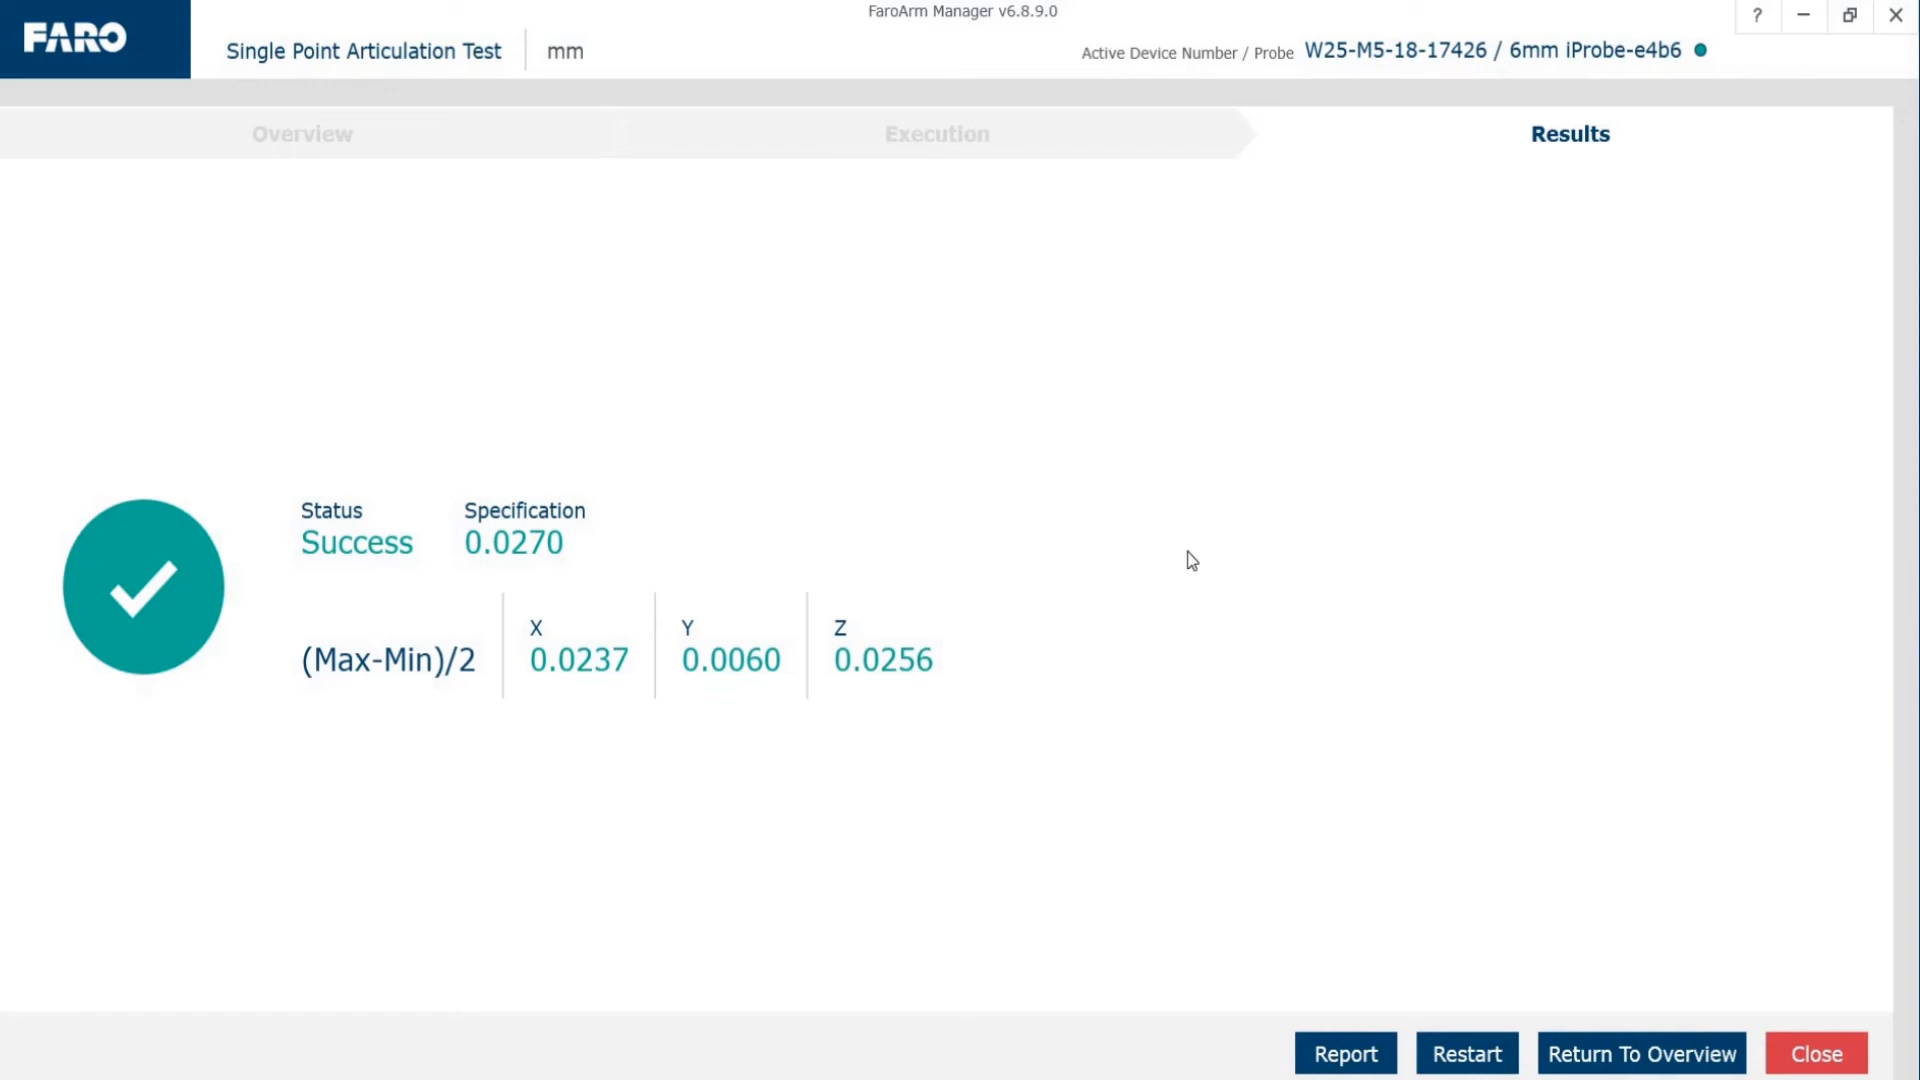 FaroArm Manager v6.8.9.0
?
FARO
Single Point Articulation Test
mm
Active Device Number / Probe W25-M5-18-17426 / 6mm iProbe-e4b6
Overview
Execution
Results
Status
Specification
Success
0.0270
X
Y
Z
(Max-Min)/2
0.0237
0.0060
0.0256
Report
Restart
Return To Overview
Close